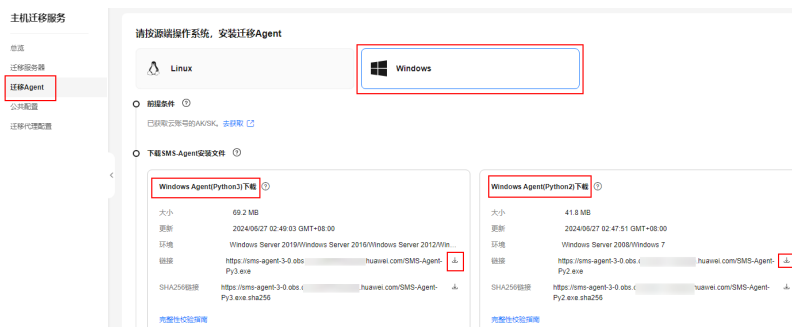 主机迁移服务
总览
迁移服务器
迁移Agent
公共配置
迁移代理配置
请按源端操作系统，安装迁移Agent
Linux
Windows
前提条件
已获取云账号的AK/SK。去获取
下载SMS-Agent安装文件
Windows Agent(Python3)下载
大小 69.2 MB
更新 2024/06/27 02:49:03 GMT+08:00
环境 Windows Server 2019/Windows Server 2016/Windows Server 2012/Win...
链接 https://sms-agent-3-0.obs huawei.com/SMS-Agent-
Py3.exe
SHA256链接 https://sms-agent-3-0.obs huawei.com/SMS-Agent-
Py3.exe.sha256
完整性校验指南
Windows Agent(Python2)下载
大小 41.8 MB
更新 2024/06/27 02:47:51 GMT+08:00
环境 Windows Server 2008/Windows 7
链接 https://sms-agent-3-0.obs. huawei.com/SMS-Agent-
Py2.exe
SHA256链接 https://sms-agent-3-0.obs. huawei.com/SMS-Agent-
Py2.exe.sha256
完整性校验指南